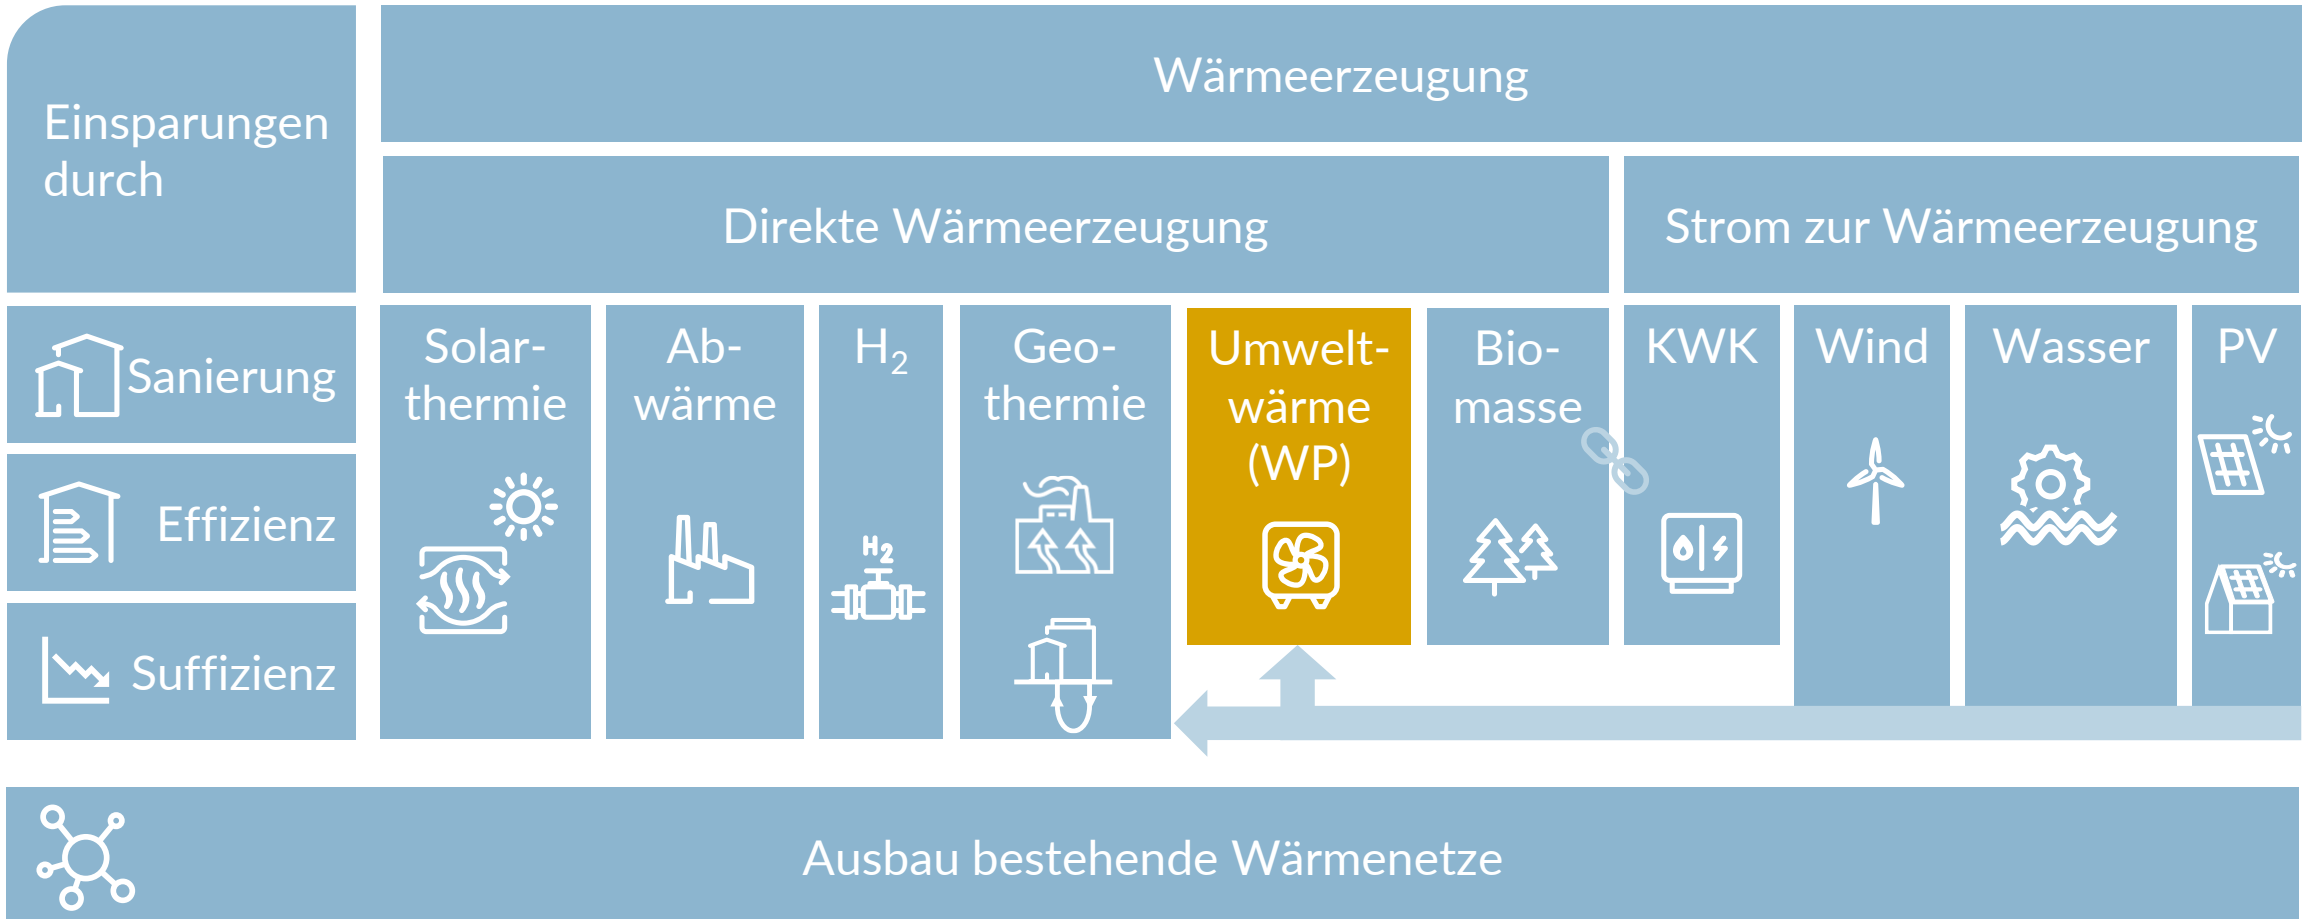 Einsparungen
durch
Wärmeerzeugung
Direkte Wärmeerzeugung
Strom zur Wärmeerzeugung
Sanierung
Effizienz
Suffizienz
Solar-
thermie
Ab-
wärme
H2
H2
Geo-
thermie
Umwelt-
wärme
(WP)
Bio-
masse
KWK
Wind
Wasser
PV
Ausbau bestehende Wärmenetze